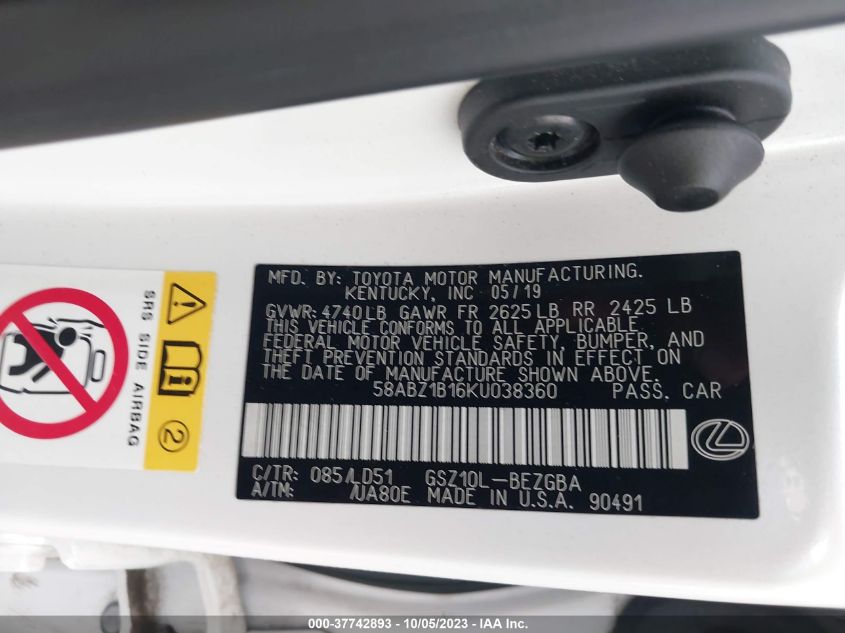 SRS SIDE AIRBAG
2
MFD. BY: TOYOTA MOTOR MANUFACTURING.
KENTUCKY, INC 05/19
GVWR: 4740LB GAWR FR 2625LB RR 2425 LB
THIS VEHICLE CONFORMS TO ALL APPLICABLE.
FEDERAL MOTOR VEHICLE SAFETY, BUMPER, AND
THEFT PREVENTION STANDARDS IN EFFECT ON
THE DATE OF MANUFACTURE SHOWN ABOVE.
58ABZ1B16KU038360 PASS. CAR
C/TR: 085/LD51 GSZ10L-BEZGBA
A/TM: /UA80E MADE IN U.S.A. 90491
000-37742893 - 10/05/2023 - IAA Inc.